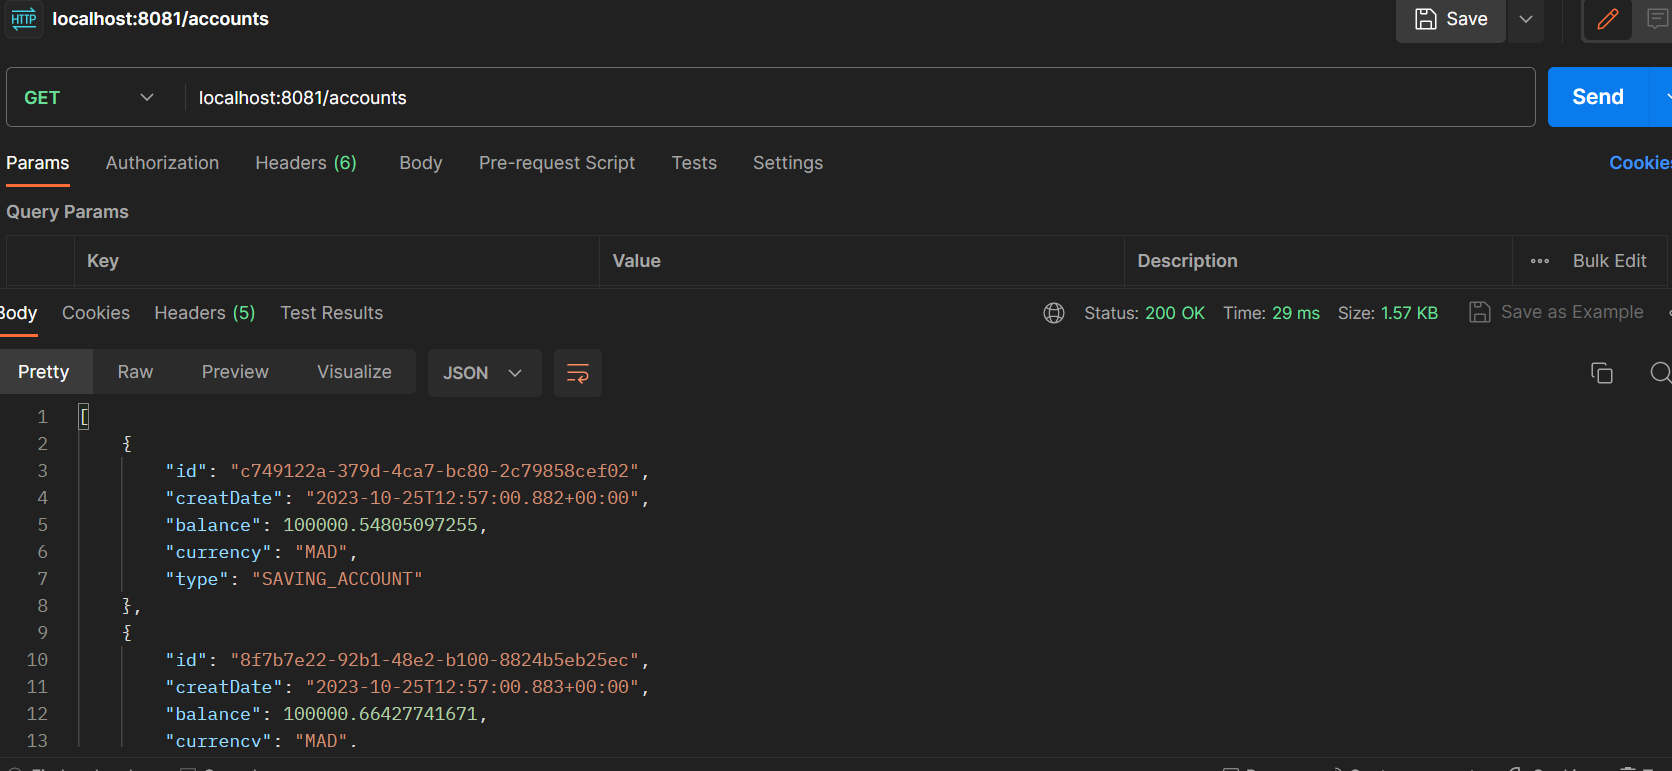 HTTP localhost:8081/accounts Save
GET localhost:8081/accounts Send
Params Authorization Headers (6) Body Pre-request Script Tests Settings Cookies
Query Params
Key Value Description Bulk Edit
Body Cookies Headers (5) Test Results Status: 200 OK Time: 29 ms Size: 1.57 KB Save as Example
Pretty Raw Preview Visualize JSON
1 [
2 {
3 "id": "c749122a-379d-4ca7-bc80-2c79858cef02",
4 "creatDate": "2023-10-25T12:57:00.882+00:00",
5 "balance": 100000.54805097255,
6 "currency": "MAD",
7 "type": "SAVING_ACCOUNT"
8 },
9 {
10 "id": "8f7b7e22-92b1-48e2-b100-8824b5eb25ec",
11 "creatDate": "2023-10-25T12:57:00.883+00:00",
12 "balance": 100000.66427741671,
13 "currency": "MAD",